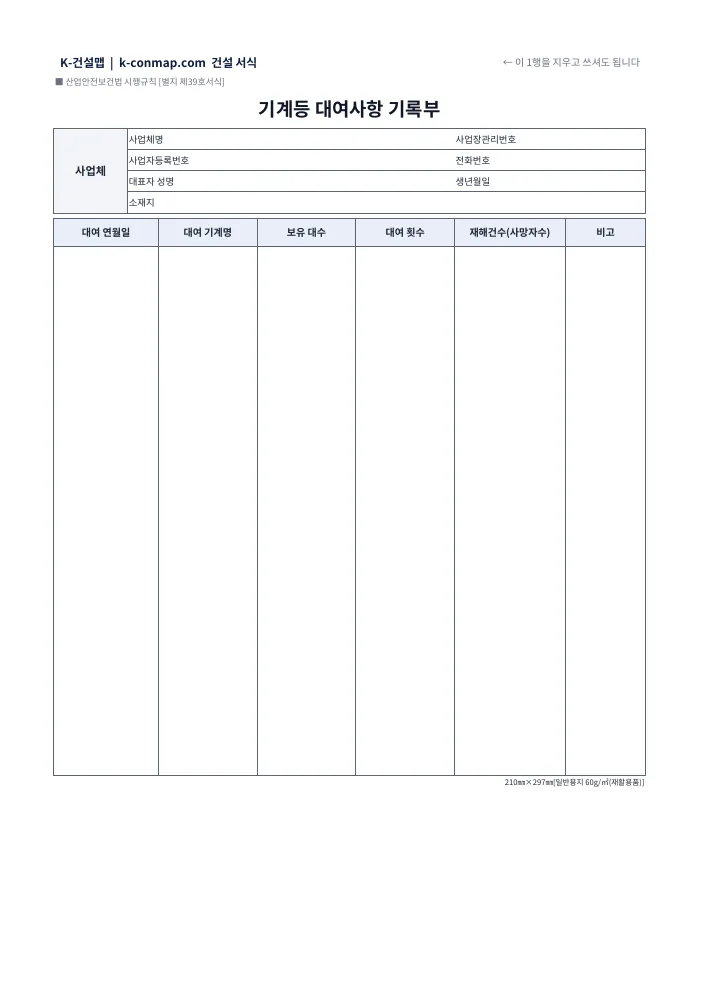 K-건설맵 | k-conmap.com 건설 서식 ← 이 1행을 지우고 쓰셔도 됩니다
■ 산업안전보건법 시행규칙 [별지 제39호서식]
기계등 대여사항 기록부
사업체
사업체명 사업장관리번호
사업자등록번호 전화번호
대표자 성명 생년월일
소재지
대여 연월일 대여 기계명 보유 대수 대여 횟수 재해건수(사망자수) 비고
210㎜×297㎜[일반용지 60g/㎡(재활용품)]